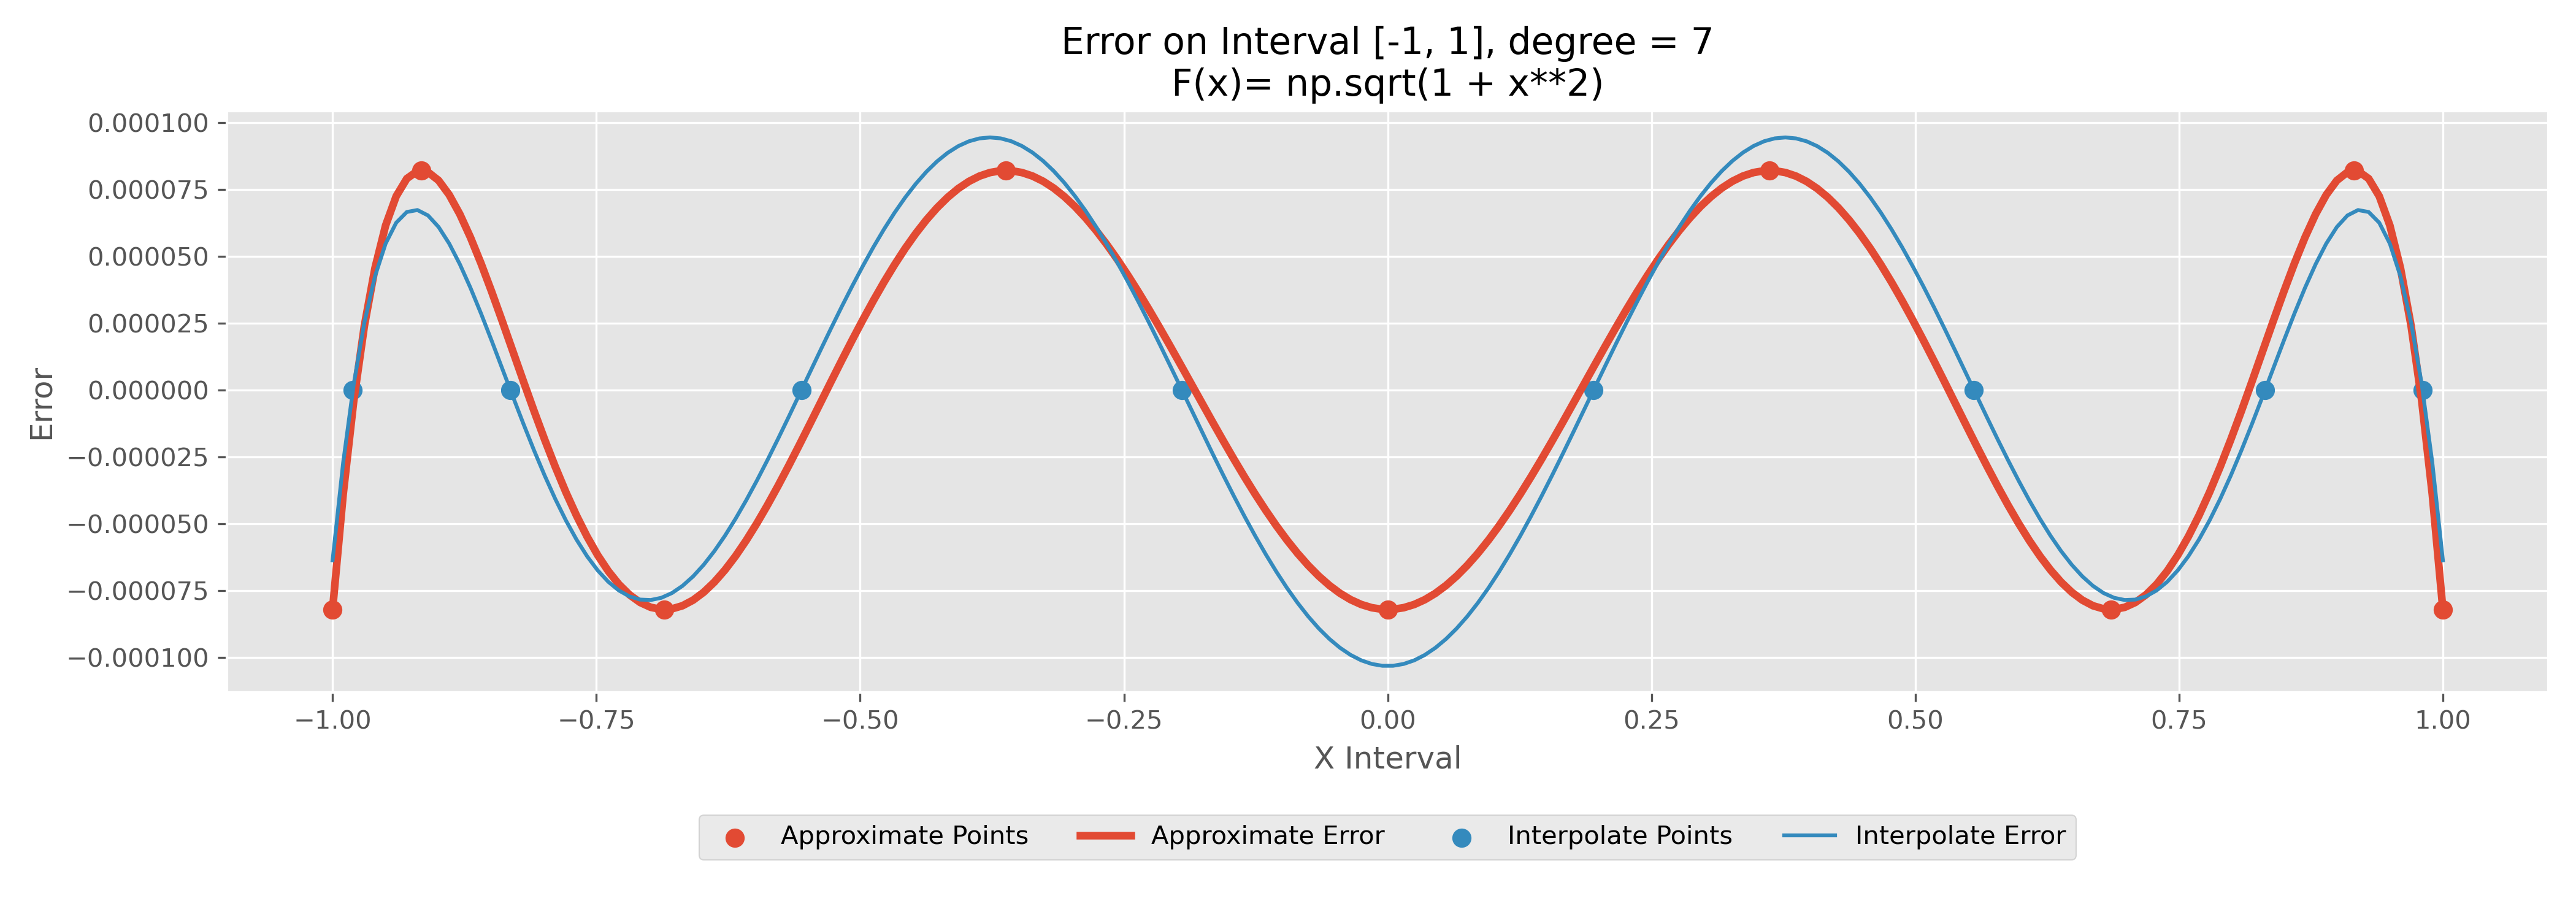 Error on Interval [-1, 1], degree = 7
F(x)= np.sqrt(1 + x**2)
0.000100
0.000075
0.000050
0.000025
0.000000
−0.000025
−0.000050
−0.000075
−0.000100
Error
−1.00 −0.75 −0.50 −0.25 0.00 0.25 0.50 0.75 1.00
X Interval
Approximate Points Approximate Error Interpolate Points Interpolate Error